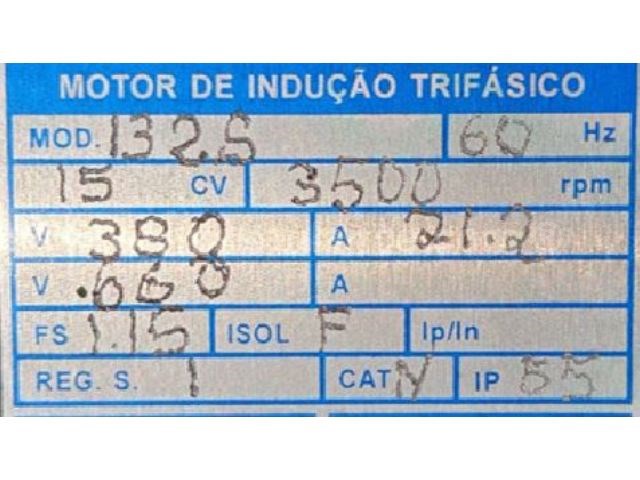 MOTOR DE INDUÇÃO TRIFÁSICO
MOD. 132S 60 Hz
15 CV 3500 rpm
V 380 A 21.2
V 660 A
FS 1.15 ISOL F Ip/In
REG. S. 1 CAT N IP 55